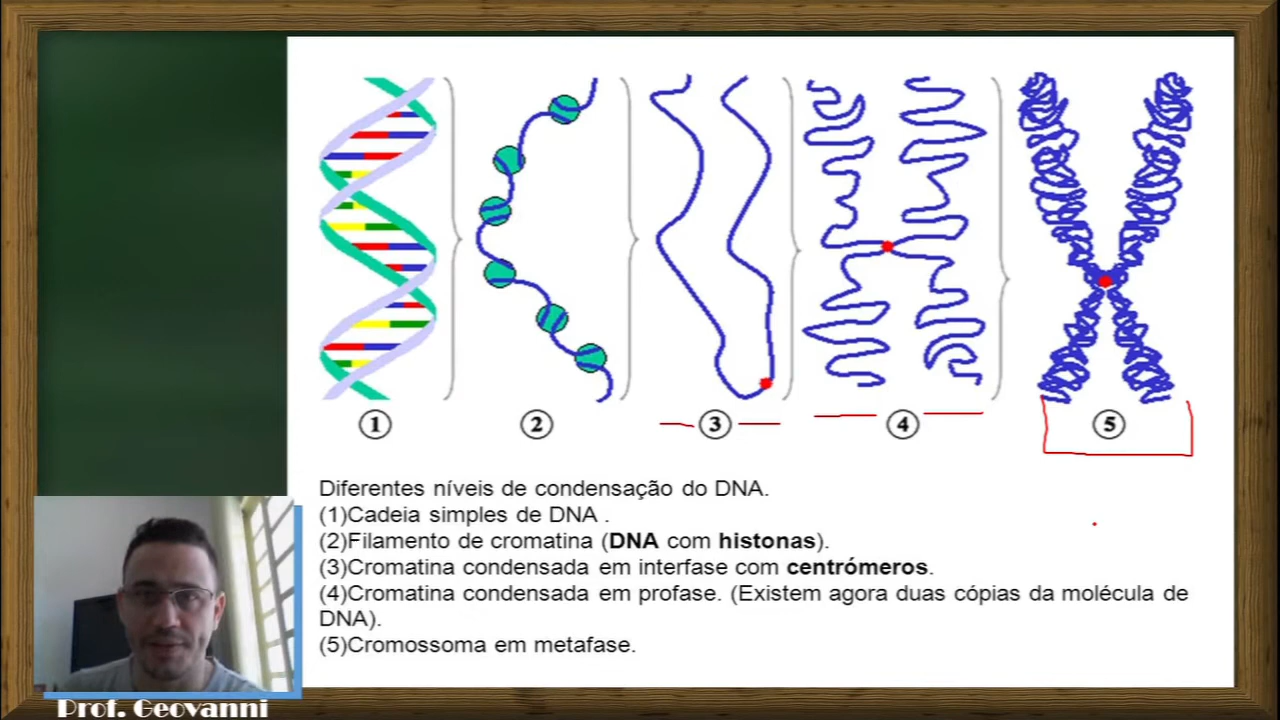 ① ② ③ ④ ⑤
Diferentes níveis de condensação do DNA.
(1)Cadeia simples de DNA .
(2)Filamento de cromatina (DNA com histonas).
(3)Cromatina condensada em interfase com centrómeros.
(4)Cromatina condensada em profase. (Existem agora duas cópias da molécula de
DNA).
(5)Cromossoma em metafase.
Prof. Geovanni